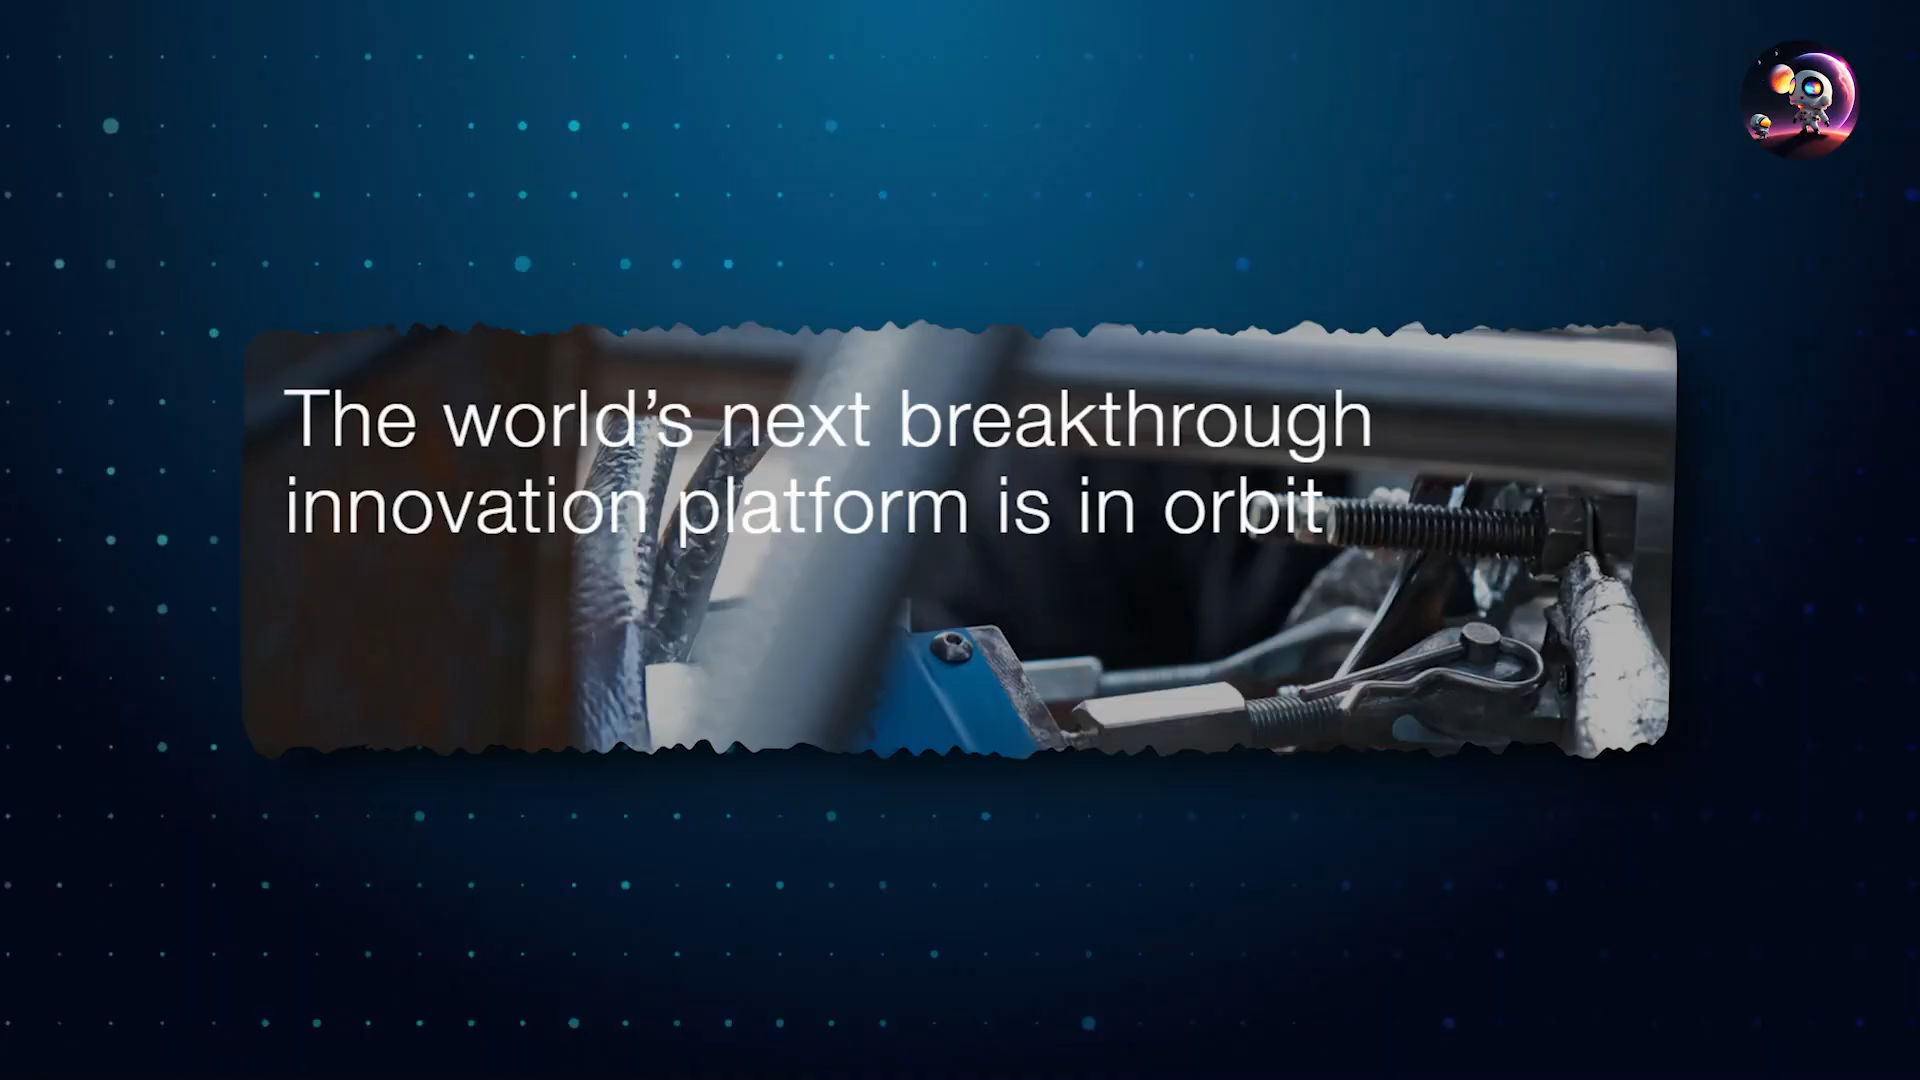 The world’s next breakthrough
innovation platform is in orbit